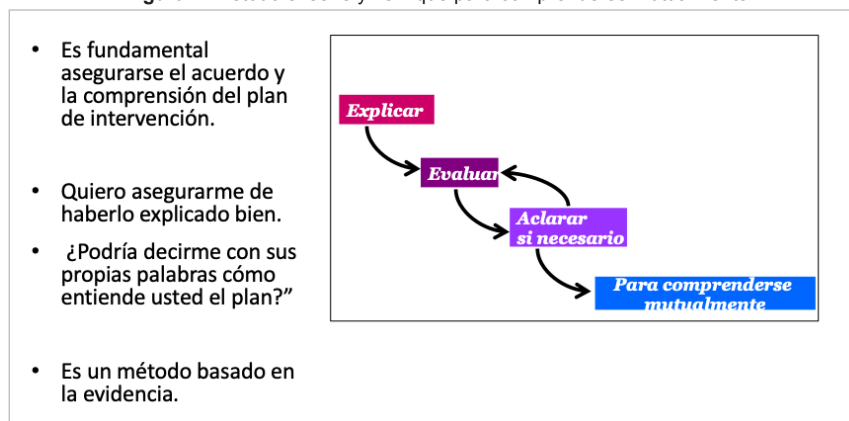 • Es fundamental
asegurarse el acuerdo y
la comprensión del plan
de intervención.
• Quiero asegurarme de
haberlo explicado bien.
• ¿Podría decirme con sus
propias palabras cómo
entiende usted el plan?”
• Es un método basado en
la evidencia.
Explicar
Evaluar
Aclarar
si necesario
Para comprenderse
mutualmente